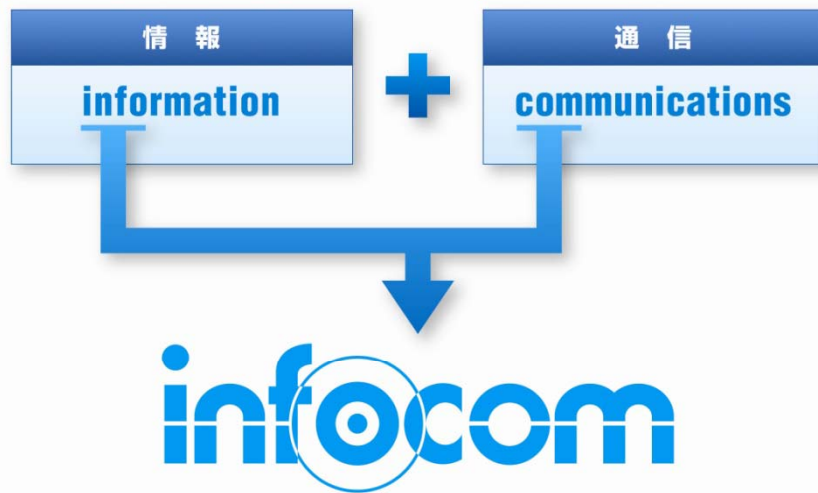 情報
通信
information
communications
infocom